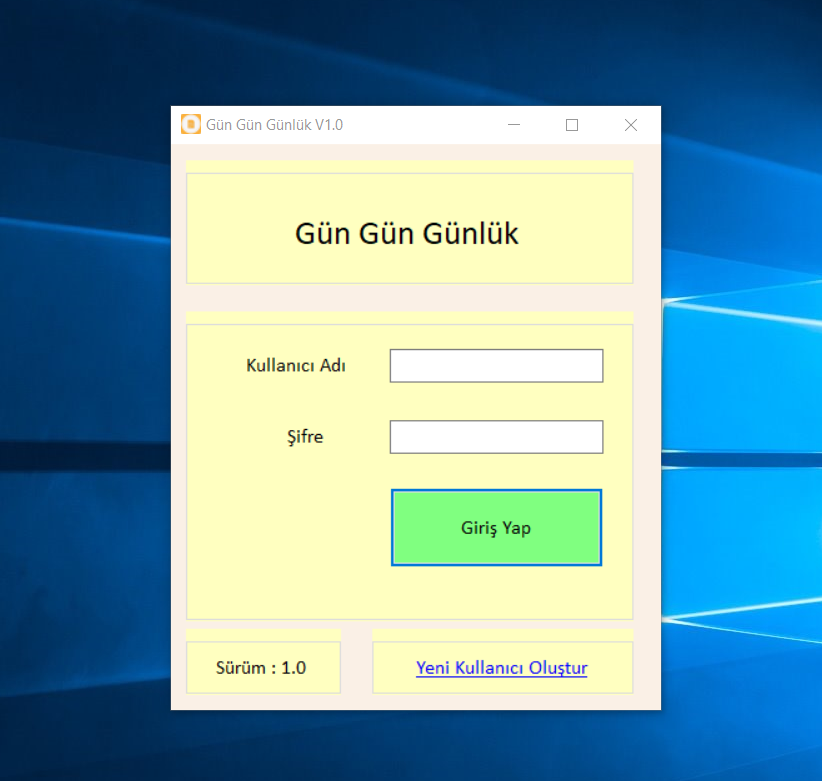 Gün Gün Günlük V1.0
Gün Gün Günlük
Kullanıcı Adı
Şifre
Giriş Yap
Sürüm : 1.0
Yeni Kullanıcı Oluştur